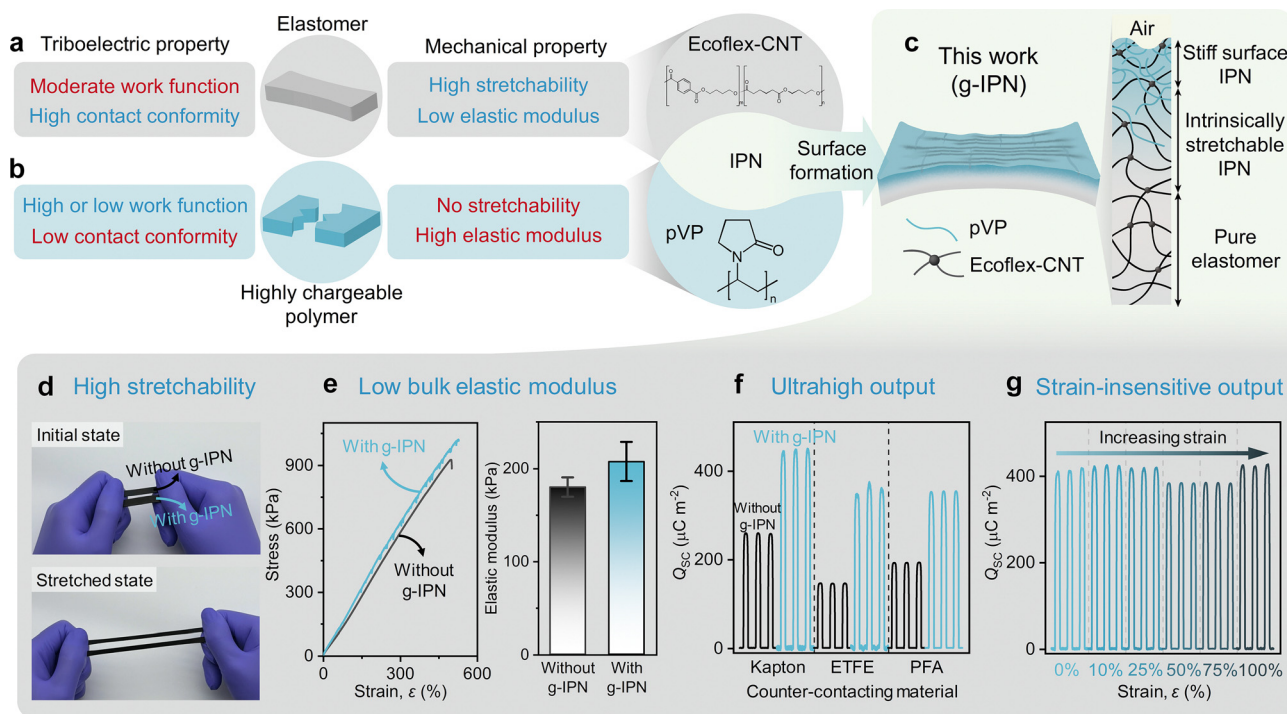 a
Triboelectric property
Elastomer
Mechanical property
Moderate work function
High contact conformity
High stretchability
Low elastic modulus
Ecoflex-CNT
b
High or low work function
Low contact conformity
Highly chargeable
polymer
No stretchability
High elastic modulus
IPN
pVP
N
O
n
Surface
formation
c
This work
(g-IPN)
pVP
Ecoflex-CNT
Air
Stiff surface
IPN
Intrinsically
stretchable
IPN
Pure
elastomer
d High stretchability
Initial state
Without g-IPN
With g-IPN
Stretched state
e Low bulk elastic modulus
Stress (kPa)
900
600
300
0
With g-IPN
Without
g-IPN
0 300 600
Strain, ε (%)
Elastic modulus (kPa)
200
100
0
Without
g-IPN
With
g-IPN
f Ultrahigh output
QSC (μC m-2)
400
200
0
With g-IPN
Without
g-IPN
Kapton ETFE PFA
Counter-contacting material
g Strain-insensitive output
QSC (μC m-2)
400
200
0
Increasing strain
0% 10% 25% 50% 75% 100%
Strain, ε (%)